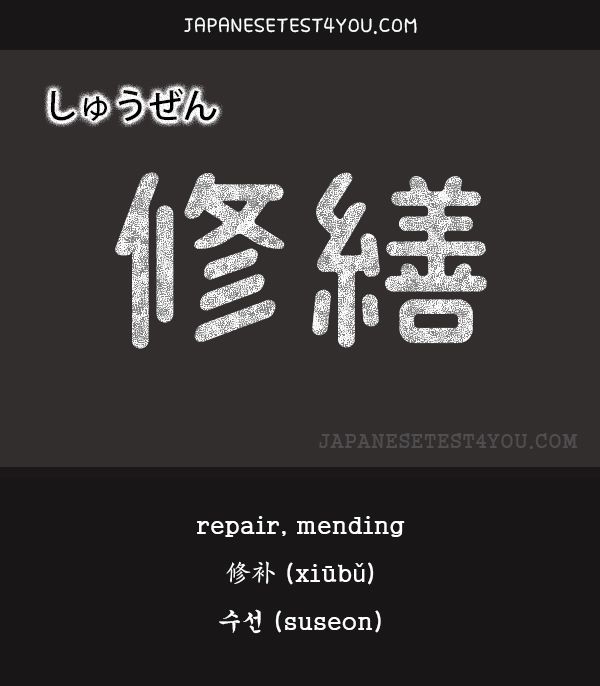 JAPANESETEST4YOU.COM
しゅうぜん
修繕
JAPANESETEST4YOU.COM
repair, mending
修补 (xiūbǔ)
수선 (suseon)